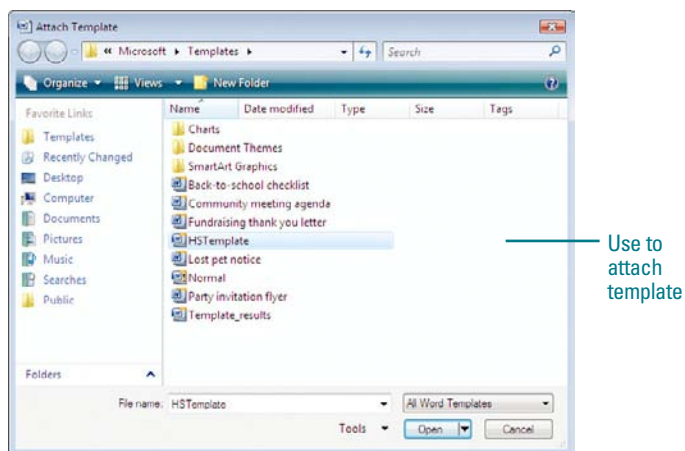 Attach Template
« Microsoft ▸ Templates ▸
Search
Organize Views New Folder
Favorite Links
Templates
Recently Changed
Desktop
Computer
Documents
Pictures
Music
Searches
Public
Folders
Name Date modified Type Size Tags
Charts
Document Themes
SmartArt Graphics
Back-to-school checklist
Community meeting agenda
Fundraising thank you letter
HSTemplate
Lost pet notice
Normal
Party invitation flyer
Template_results
File name: HSTemplate
All Word Templates
Tools Open Cancel
Use to
attach
template